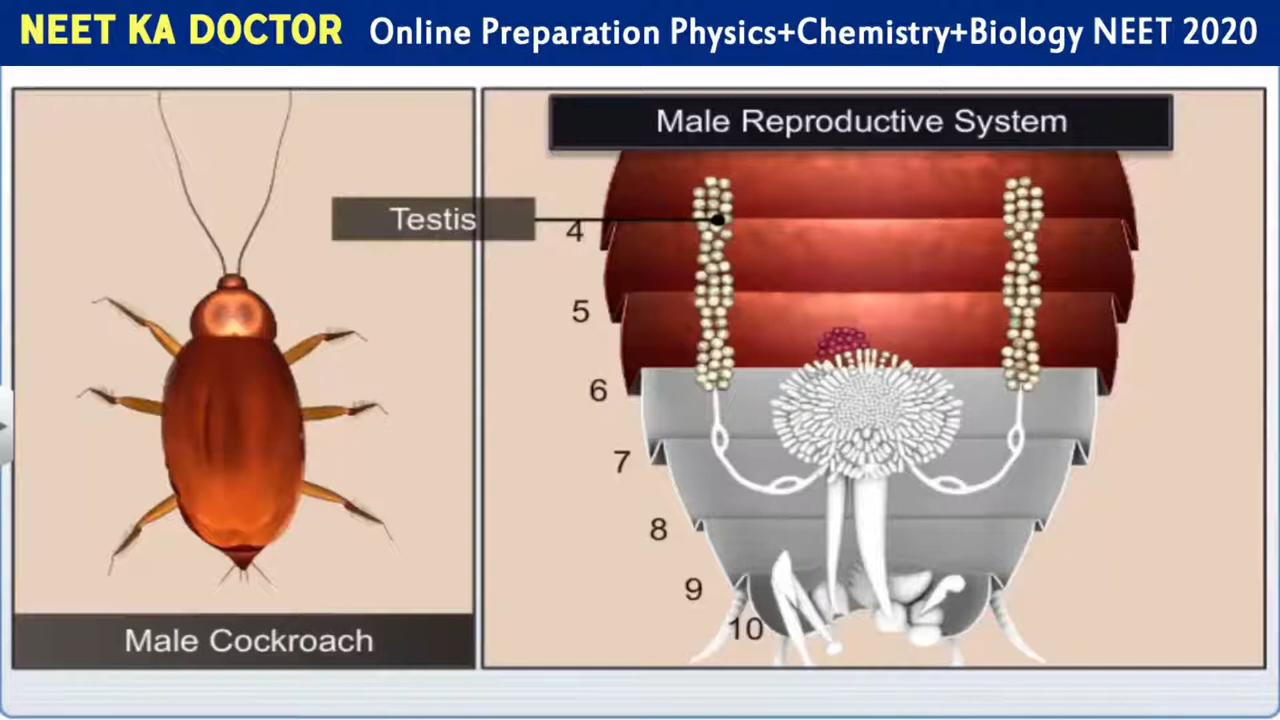 NEET KA DOCTOR Online Preparation Physics+Chemistry+Biology NEET 2020
Male Reproductive System
Testis
4
5
6
7
8
9
10
Male Cockroach